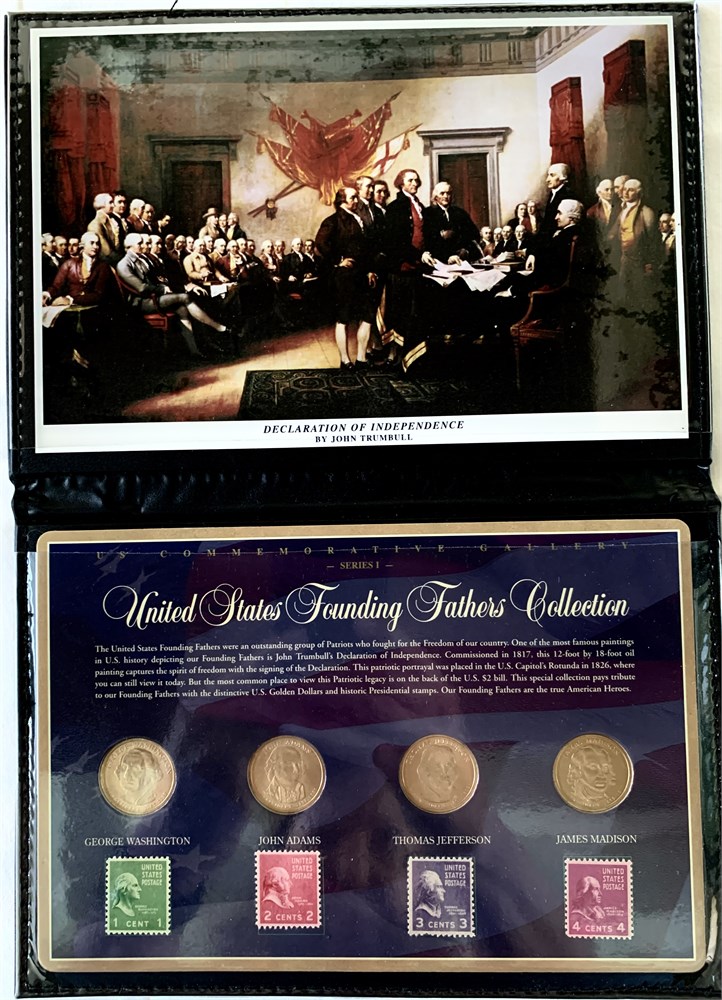 DECLARATION OF INDEPENDENCE
BY JOHN TRUMBULL
US COMMEMORATIVE GALLERY
— SERIES I —
United States Founding Fathers Collection
The United States Founding Fathers were an outstanding group of Patriots who fought for the Freedom of our country. One of the most famous paintings
in U.S. history depicting our Founding Fathers is John Trumbull's Declaration of Independence. Commissioned in 1817, this 12-foot by 18-foot oil
painting captures the spirit of freedom with the signing of the Declaration. This patriotic portrayal was placed in the U.S. Capitol's Rotunda in 1826, where
you can still view it today. But the most common place to view this Patriotic legacy is on the back of the U.S. $2 bill. This special collection pays tribute
to our Founding Fathers with the distinctive U.S. Golden Dollars and historic Presidential stamps. Our Founding Fathers are the true American Heroes.
GEORGE WASHINGTON
JOHN ADAMS
THOMAS JEFFERSON
JAMES MADISON
UNITED
STATES
POSTAGE
1 CENT 1
UNITED
STATES
POSTAGE
2 CENTS 2
UNITED
STATES
POSTAGE
3 CENTS 3
UNITED
STATES
POSTAGE
4 CENTS 4